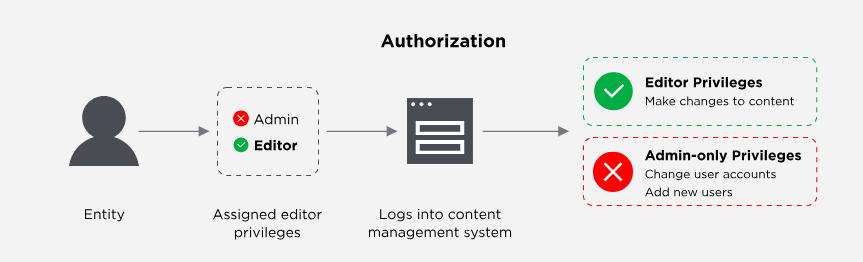 Authorization
Admin
Editor
Entity
Assigned editor
privileges
Logs into content
management system
Editor Privileges
Make changes to content
Admin-only Privileges
Change user accounts
Add new users